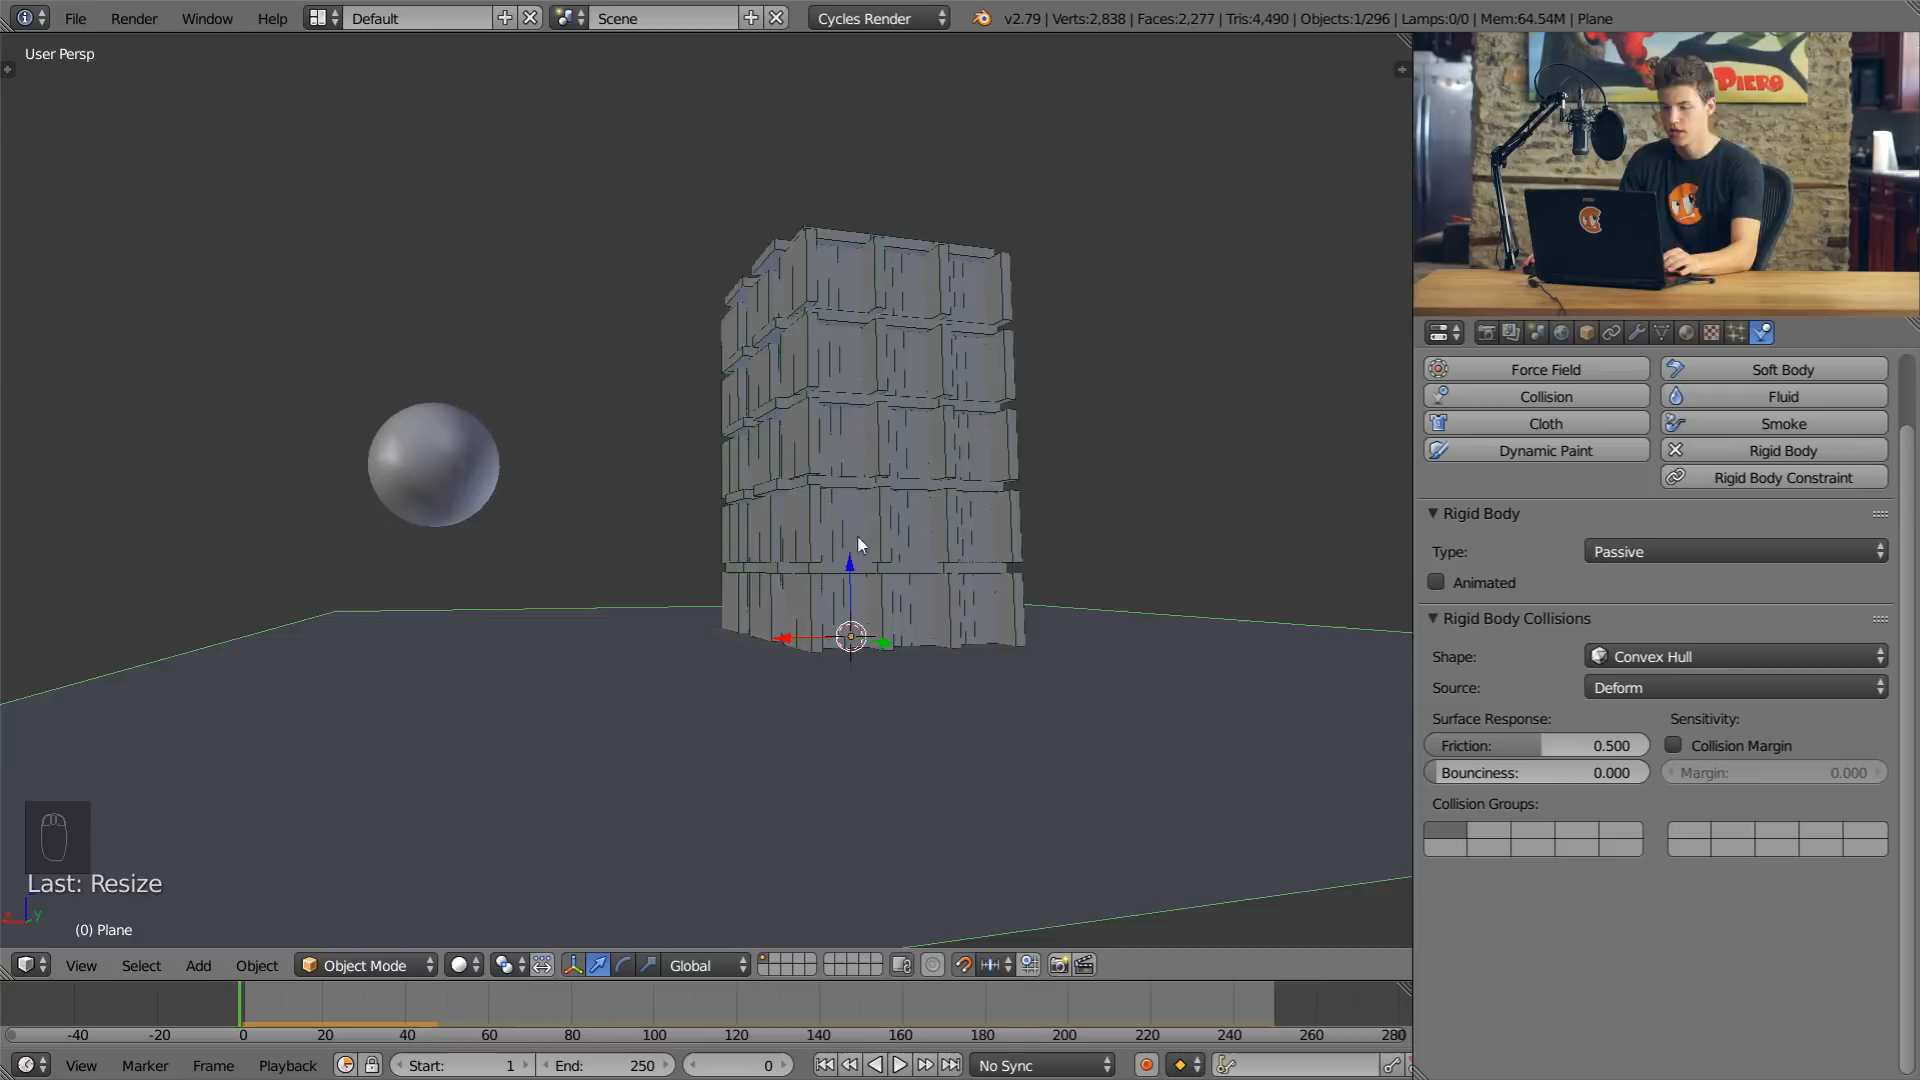 File Render Window Help Default Scene Cycles Render v2.79 | Verts:2,838 | Faces:2,277 | Tris:4,490 | Objects:1/296 | Lamps:0/0 | Mem:64.54M | Plane
User Persp
PIERO
Force Field Soft Body
Collision Fluid
Cloth Smoke
Dynamic Paint Rigid Body
Rigid Body Constraint
Rigid Body
Type: Passive
Animated
Rigid Body Collisions
Shape: Convex Hull
Source: Deform
Surface Response: Sensitivity:
Friction: 0.500 Collision Margin
Bounciness: 0.000 Margin: 0.000
Collision Groups:
Last: Resize
x y
(0) Plane
View Select Add Object Object Mode Global
-40 -20 0 20 40 60 80 100 120 140 160 180 200 220 240 260 280
View Marker Frame Playback Start: 1 End: 250 0 No Sync